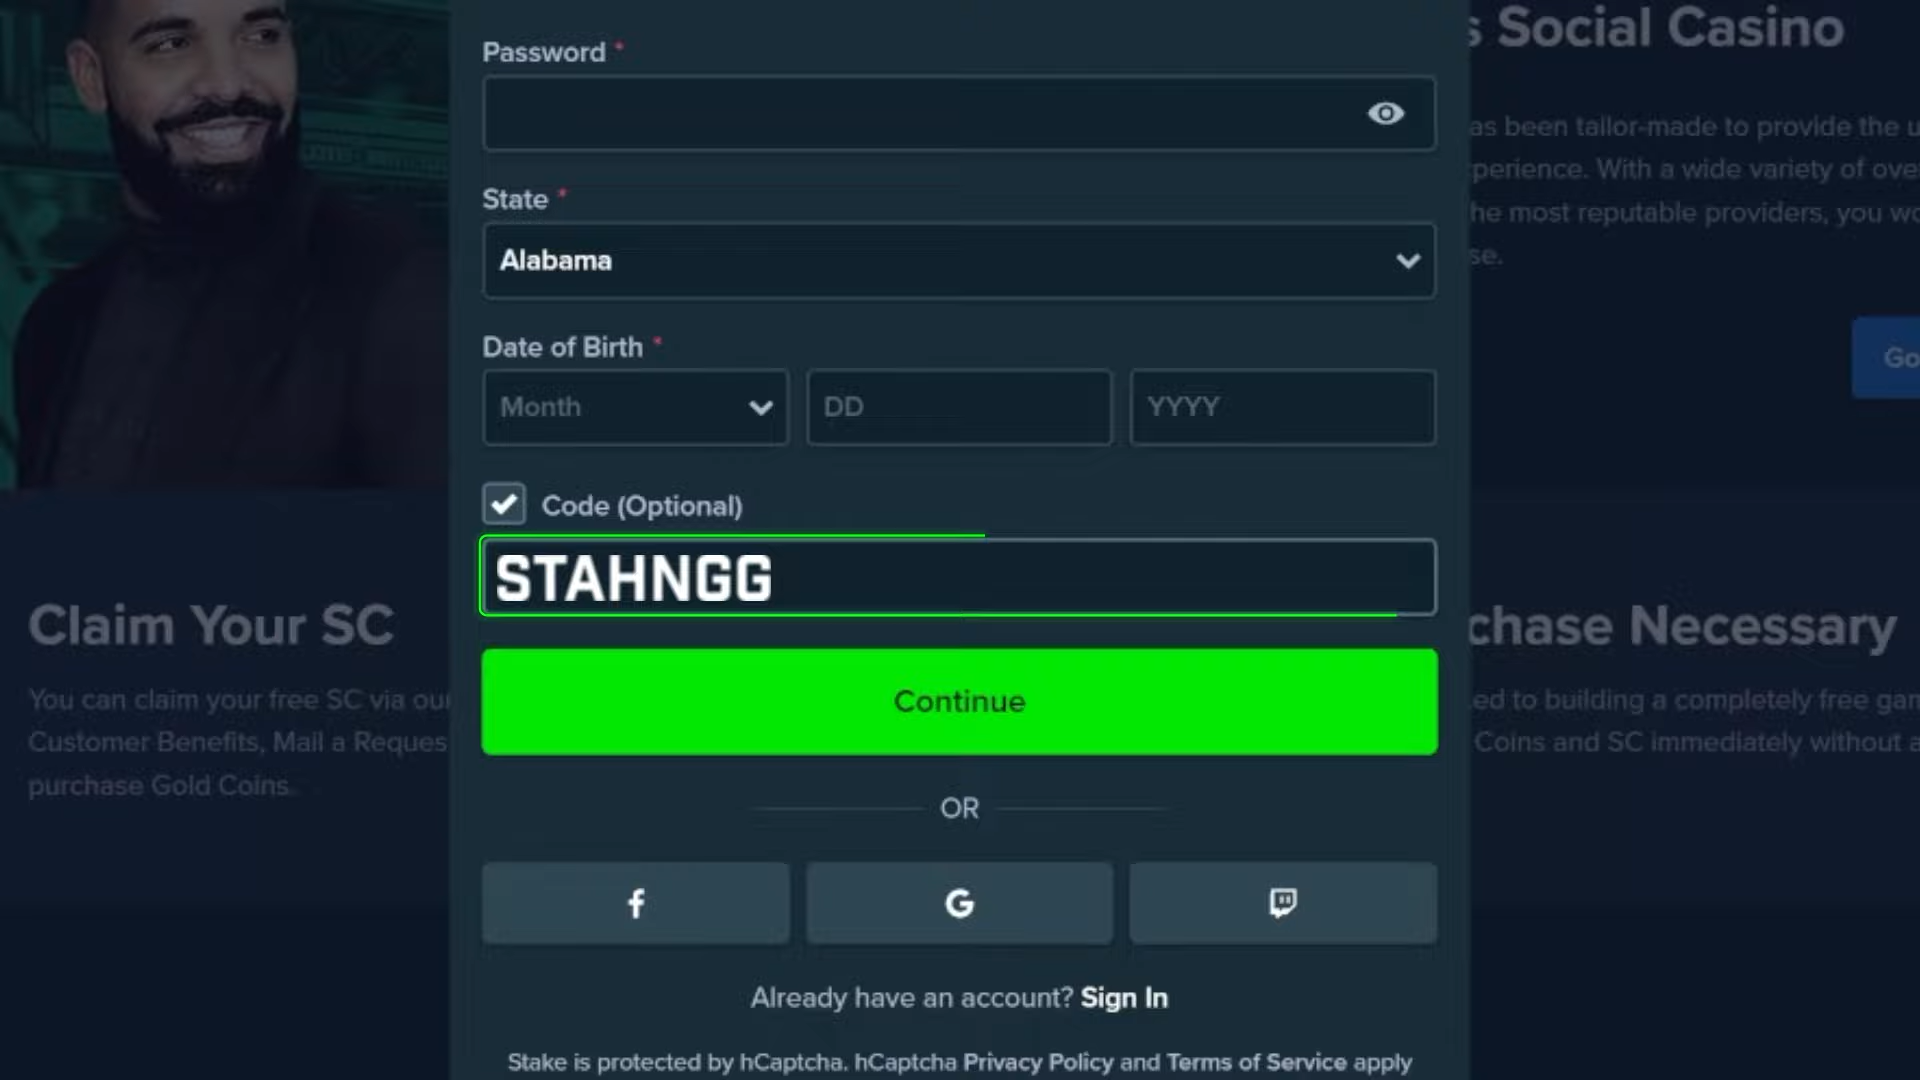 Password *
State *
Alabama
Date of Birth *
Month
DD
YYYY
Code (Optional)
STAHNGG
Continue
OR
Already have an account? Sign In
Stake is protected by hCaptcha. hCaptcha Privacy Policy and Terms of Service apply
Claim Your SC
You can claim your free SC via our
Customer Benefits, Mail a Reques
purchase Gold Coins.
s Social Casino
as been tailor-made to provide the u
perience. With a wide variety of ove
he most reputable providers, you wo
se.
Go
chase Necessary
ed to building a completely free gam
Coins and SC immediately without a